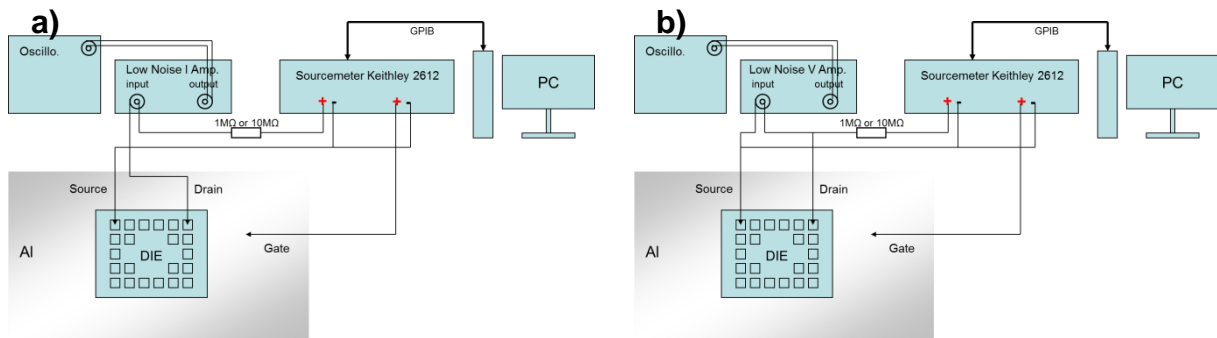 a)
Oscillo.
GPIB
Low Noise I Amp.
input
output
Sourcemeter Keithley 2612
+ - + -
PC
1MΩ or 10MΩ
Source
Drain
Al
DIE
Gate
b)
Oscillo.
GPIB
Low Noise V Amp.
input
output
Sourcemeter Keithley 2612
+ - + -
PC
1MΩ or 10MΩ
Source
Drain
Al
DIE
Gate